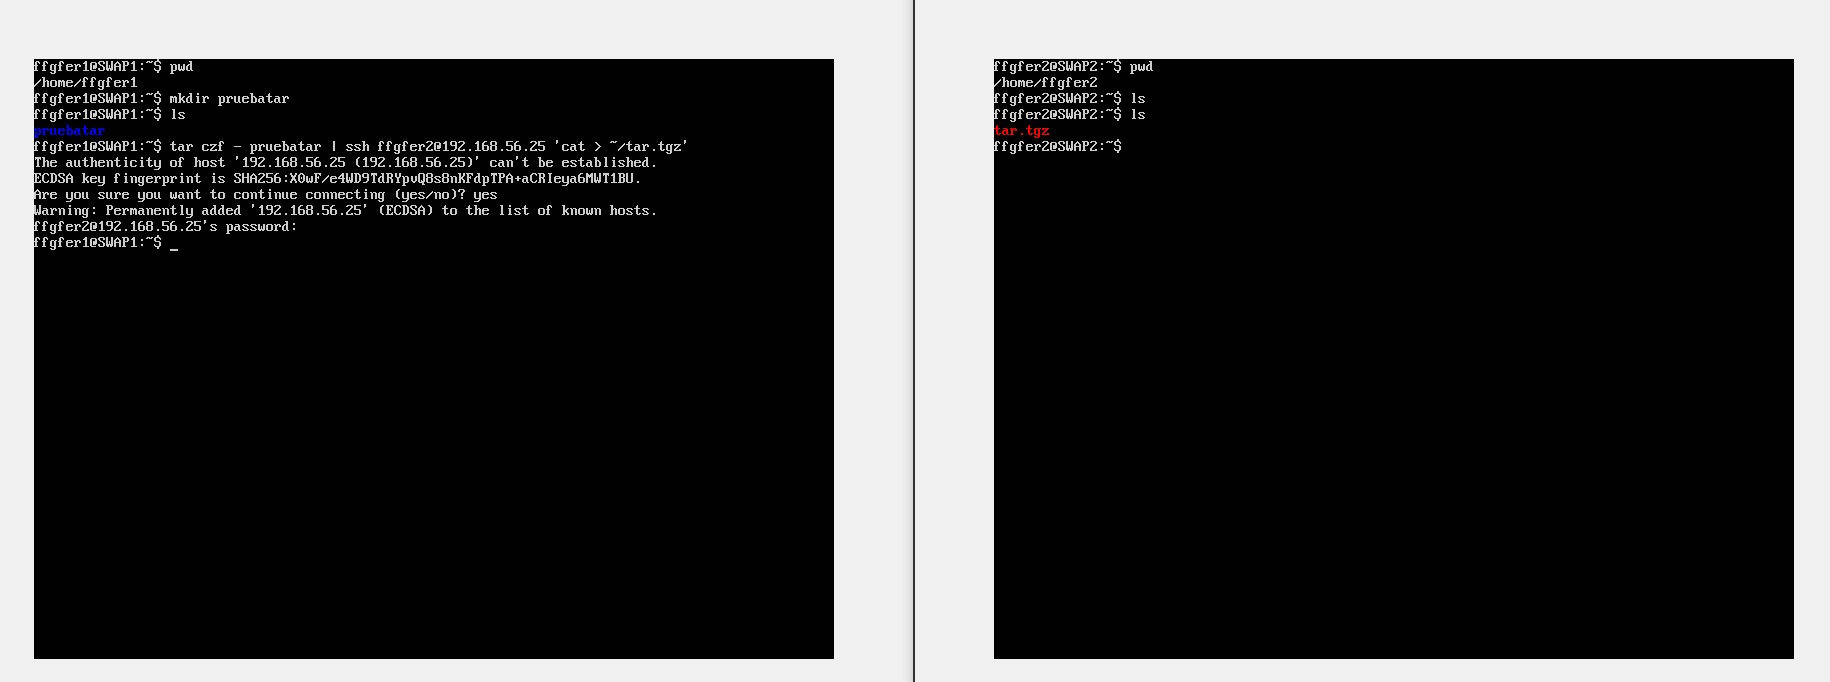 ffgfer1@SWAP1:~$ pwd
/home/ffgfer1
ffgfer1@SWAP1:~$ mkdir pruebatar
ffgfer1@SWAP1:~$ ls
pruebatar
ffgfer1@SWAP1:~$ tar czf - pruebatar | ssh ffgfer2@192.168.56.25 'cat > ~/tar.tgz'
The authenticity of host '192.168.56.25 (192.168.56.25)' can't be established.
ECDSA key fingerprint is SHA256:X0wF/e4WD9TdRYpvQ8s8nKFdpTPA+aCRIeya6MWT1BU.
Are you sure you want to continue connecting (yes/no)? yes
Warning: Permanently added '192.168.56.25' (ECDSA) to the list of known hosts.
ffgfer2@192.168.56.25's password:
ffgfer1@SWAP1:~$ _
ffgfer2@SWAP2:~$ pwd
/home/ffgfer2
ffgfer2@SWAP2:~$ ls
ffgfer2@SWAP2:~$ ls
tar.tgz
ffgfer2@SWAP2:~$